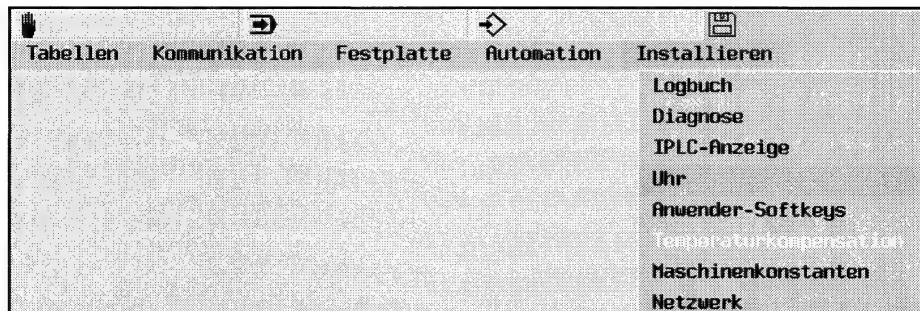 Tabellen Kommunikation Festplatte Automation Installieren
Logbuch
Diagnose
IPLC-Anzeige
Uhr
Anwender-Softkeys
Temperaturkompensation
Maschinenkonstanten
Netzwerk